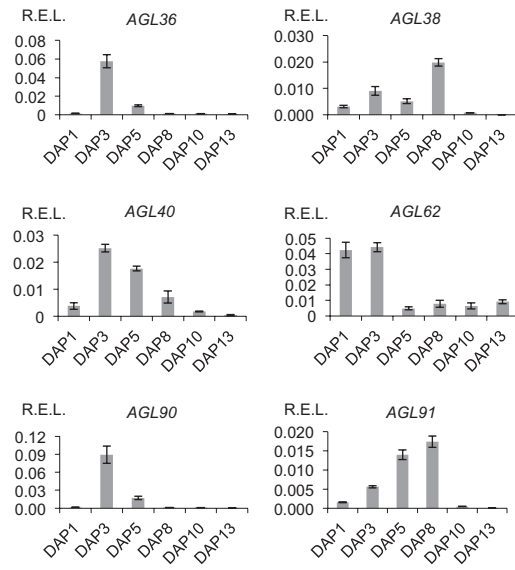 R.E.L. AGL36
0.08
0.06
0.04
0.02
0
DAP1 DAP3 DAP5 DAP8 DAP10 DAP13
R.E.L. AGL38
0.030
0.020
0.010
0.000
DAP1 DAP3 DAP5 DAP8 DAP10 DAP13
R.E.L. AGL40
0.03
0.02
0.01
0
DAP1 DAP3 DAP5 DAP8 DAP10 DAP13
R.E.L. AGL62
0.05
0.04
0.03
0.02
0.01
0
DAP1 DAP3 DAP5 DAP8 DAP10 DAP13
R.E.L. AGL90
0.12
0.09
0.06
0.03
0.00
DAP1 DAP3 DAP5 DAP8 DAP10 DAP13
R.E.L. AGL91
0.020
0.015
0.010
0.005
0.000
DAP1 DAP3 DAP5 DAP8 DAP10 DAP13